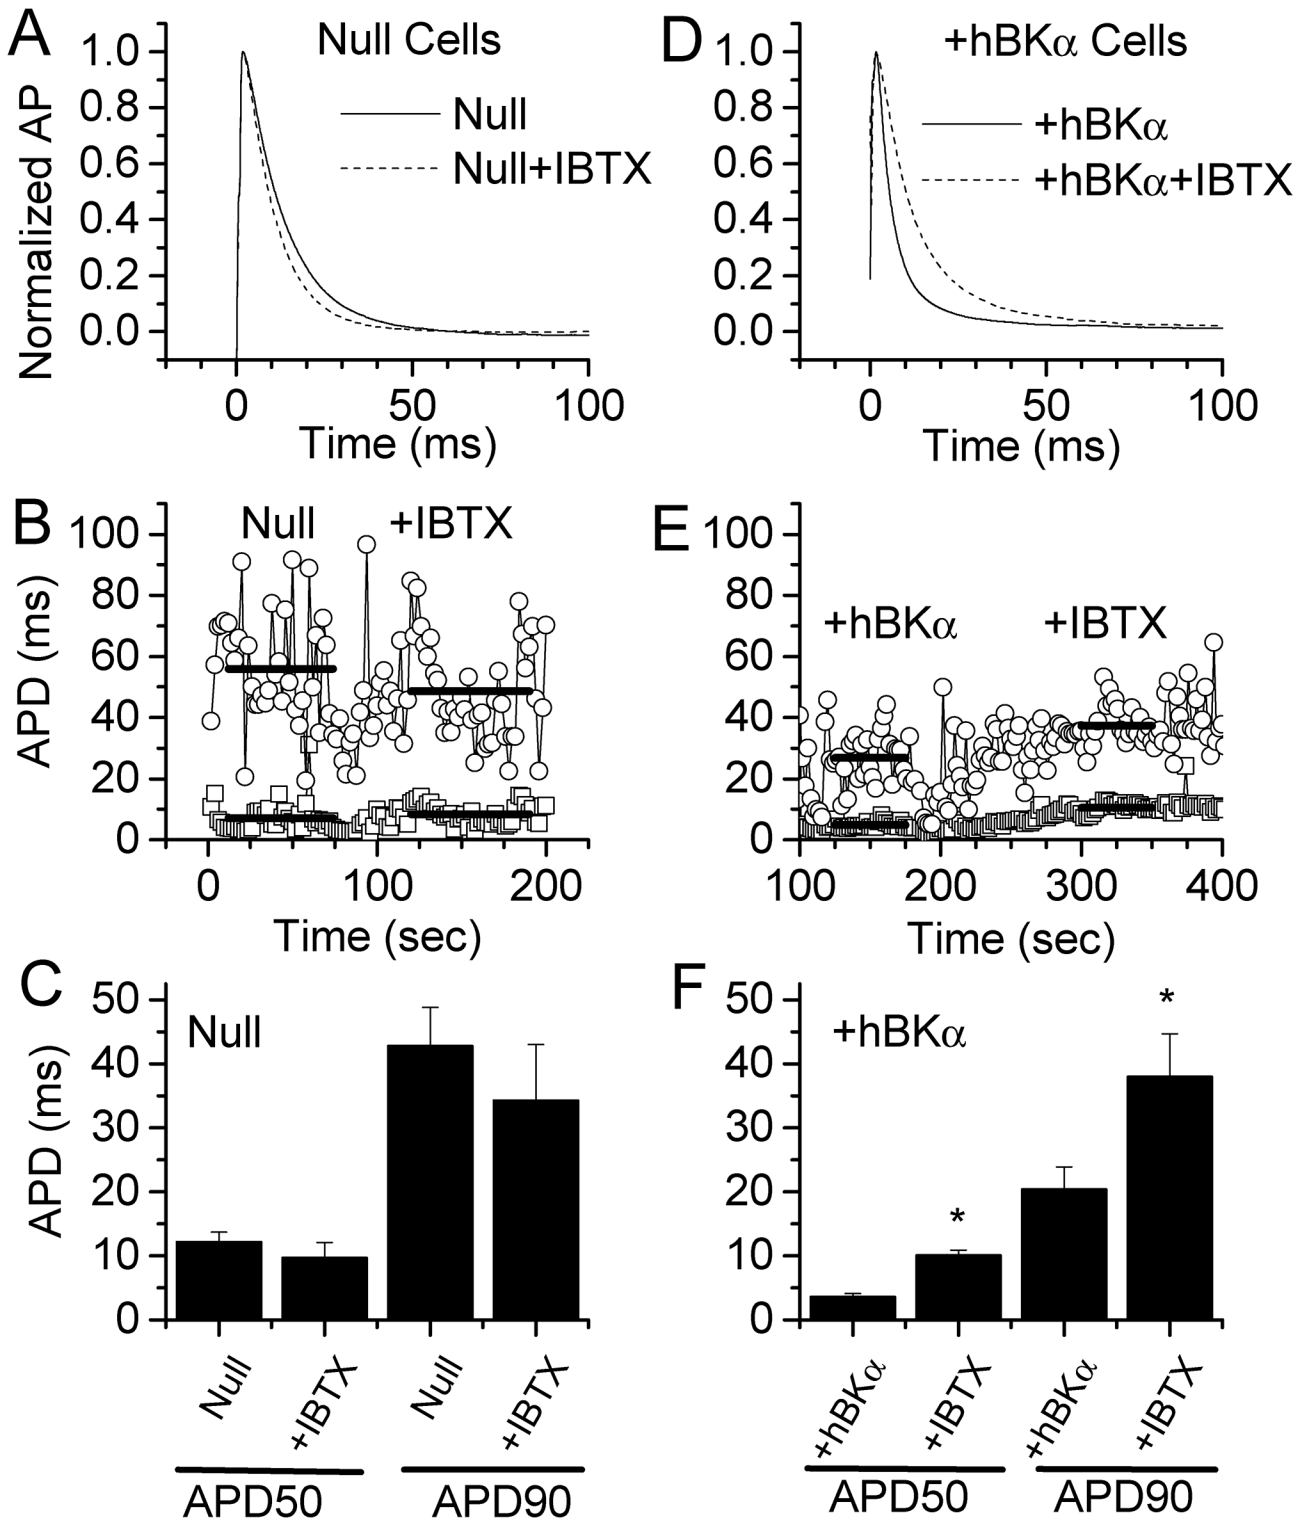 A
Null Cells
Normalized AP
1.0
0.8
0.6
0.4
0.2
0.0
Null
Null+IBTX
0
50
100
Time (ms)
D
+hBKα Cells
1.0
0.8
0.6
0.4
0.2
0.0
+hBKα
+hBKα+IBTX
0
50
100
Time (ms)
B
Null
+IBTX
APD (ms)
100
80
60
40
20
0
0
100
200
Time (sec)
E
+hBKα
+IBTX
100
80
60
40
20
0
100
200
300
400
Time (sec)
C
Null
APD (ms)
50
40
30
20
10
0
Null
+IBTX
Null
+IBTX
APD50
APD90
F
+hBKα
50
40
30
20
10
0
*
*
+hBKα
+IBTX
+hBKα
+IBTX
APD50
APD90